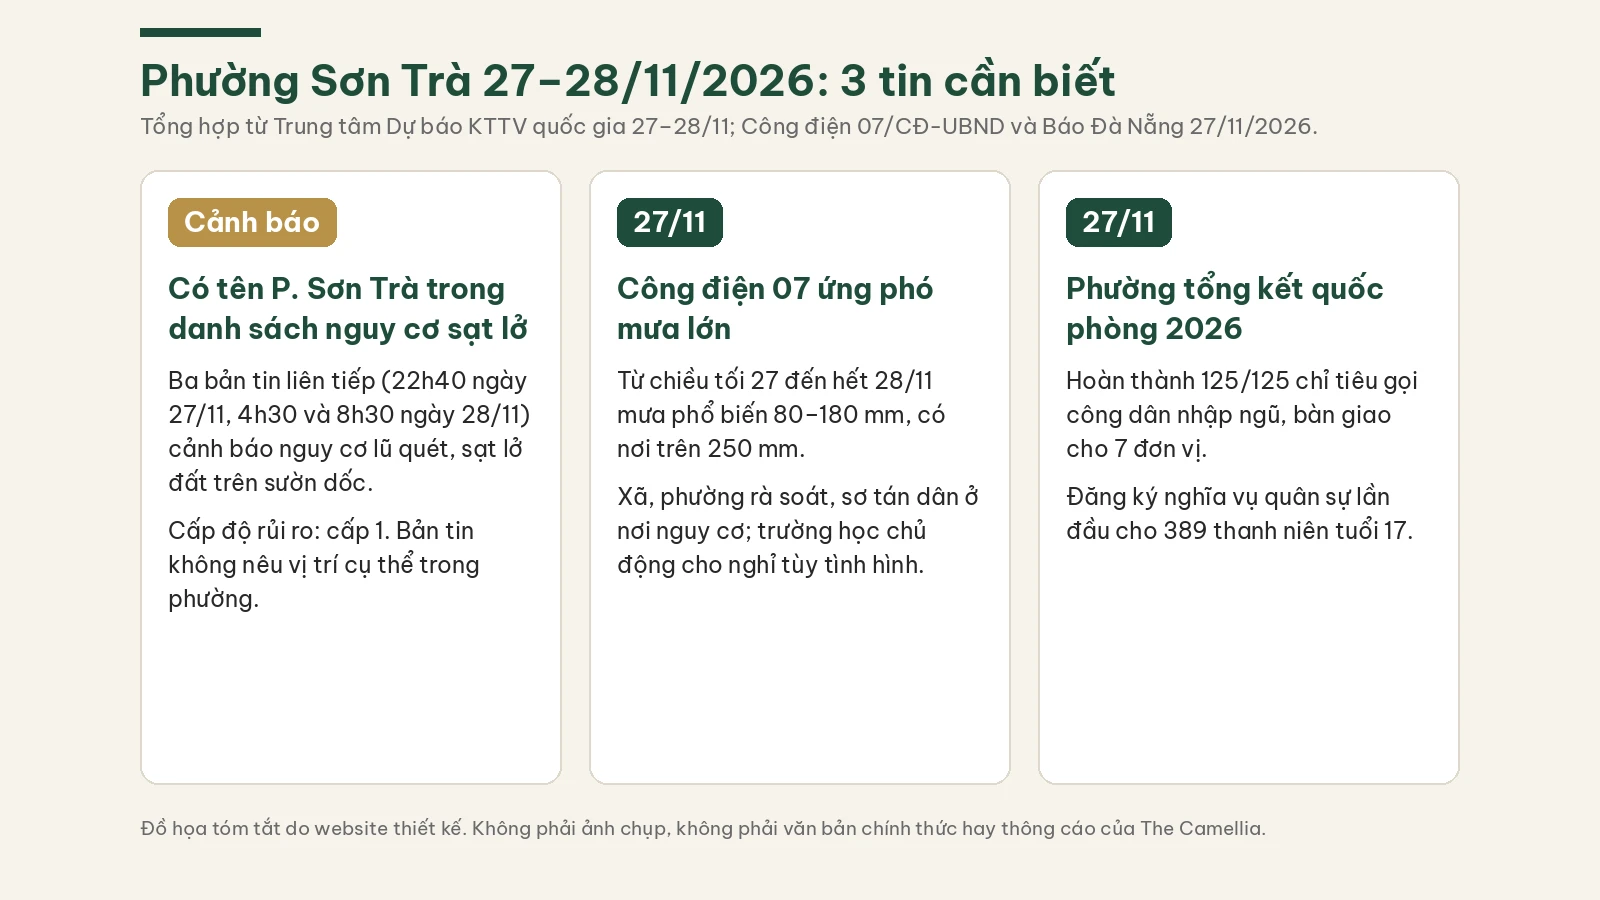 Phường Sơn Trà 27–28/11/2026: 3 tin cần biết
Tổng hợp từ Trung tâm Dự báo KTTV quốc gia 27–28/11; Công điện 07/CĐ-UBND và Báo Đà Nẵng 27/11/2026.
Cảnh báo
Có tên P. Sơn Trà trong
danh sách nguy cơ sạt lở
Ba bản tin liên tiếp (22h40 ngày
27/11, 4h30 và 8h30 ngày 28/11)
cảnh báo nguy cơ lũ quét, sạt lở
đất trên sườn dốc.
Cấp độ rủi ro: cấp 1. Bản tin
không nêu vị trí cụ thể trong
phường.
27/11
Công điện 07 ứng phó
mưa lớn
Từ chiều tối 27 đến hết 28/11
mưa phổ biến 80–180 mm, có
nơi trên 250 mm.
Xã, phường rà soát, sơ tán dân ở
nơi nguy cơ; trường học chủ
động cho nghỉ tùy tình hình.
27/11
Phường tổng kết quốc
phòng 2026
Hoàn thành 125/125 chỉ tiêu gọi
công dân nhập ngũ, bàn giao
cho 7 đơn vị.
Đăng ký nghĩa vụ quân sự lần
đầu cho 389 thanh niên tuổi 17.
Đồ họa tóm tắt do website thiết kế. Không phải ảnh chụp, không phải văn bản chính thức hay thông cáo của The Camellia.